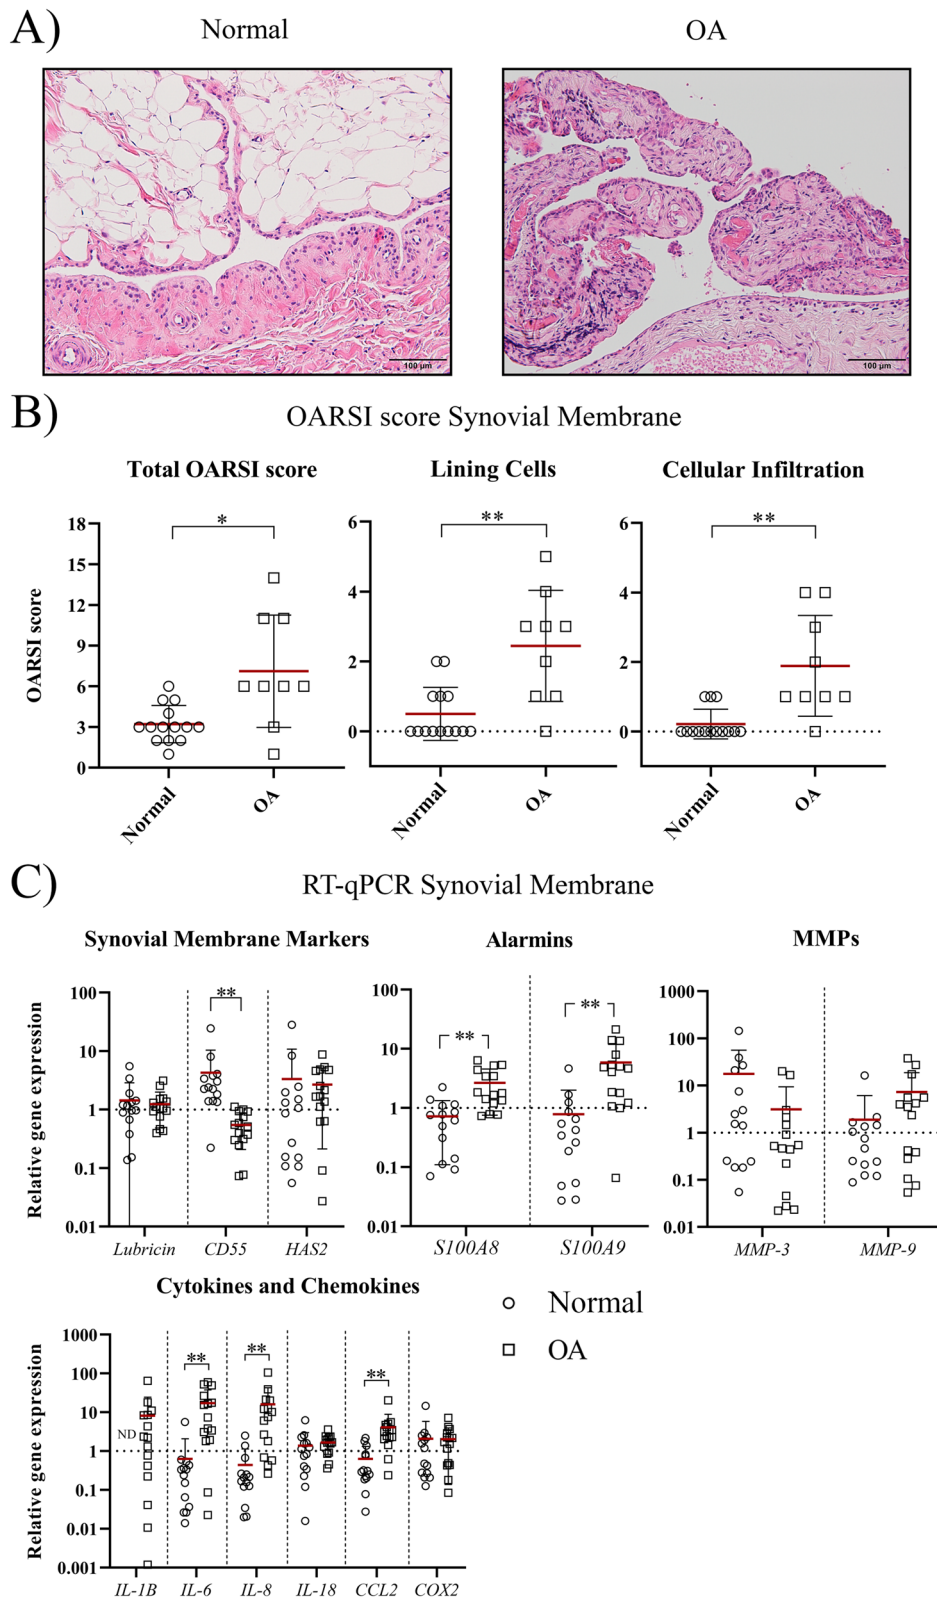 A)
Normal
OA
100 µm
100 µm
B)
OARSI score Synovial Membrane
Total OARSI score
Lining Cells
Cellular Infiltration
*
**
**
OARSI score
18
15
12
9
6
3
0
6
4
2
0
6
4
2
0
Normal
OA
Normal
OA
Normal
OA
C)
RT-qPCR Synovial Membrane
Synovial Membrane Markers
Alarmins
MMPs
Relative gene expression
100
10
1
0.1
0.01
**
Lubricin
CD55
HAS2
100
10
1
0.1
0.01
**
**
S100A8
S100A9
1000
100
10
1
0.1
0.01
MMP-3
MMP-9
Cytokines and Chemokines
Normal
OA
Relative gene expression
1000
100
10
1
0.1
0.01
0.001
ND
**
**
**
IL-1B
IL-6
IL-8
IL-18
CCL2
COX2